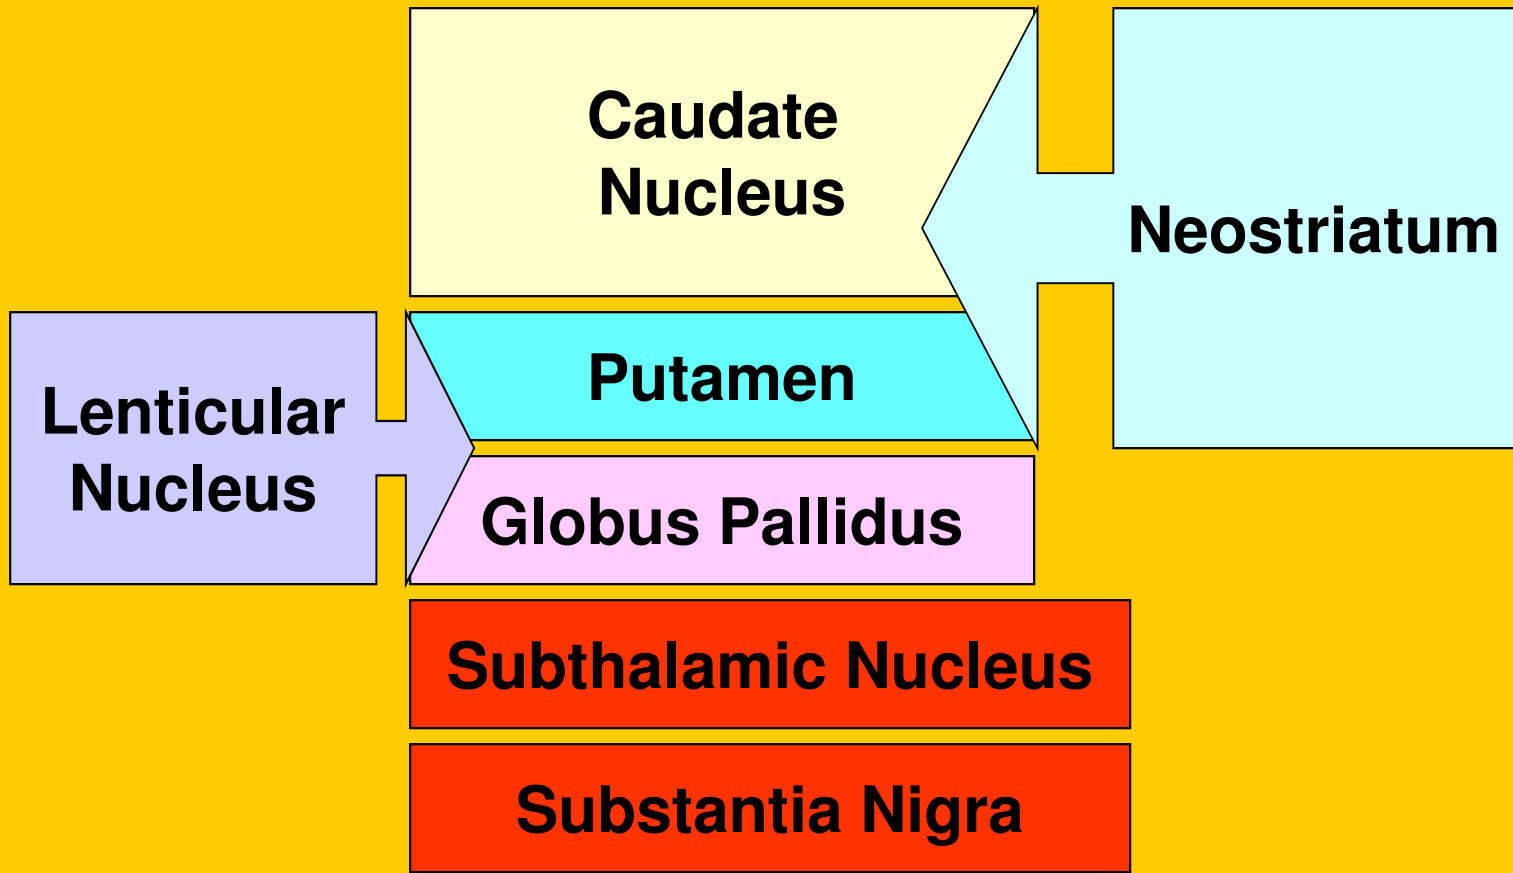 Caudate
Nucleus
Neostriatum
Putamen
Lenticular
Nucleus
Globus Pallidus
Subthalamic Nucleus
Substantia Nigra